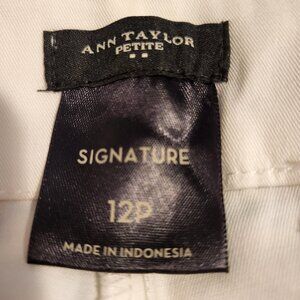 ANN TAYLOR
PETITE
SIGNATURE
12P
MADE IN INDONESIA